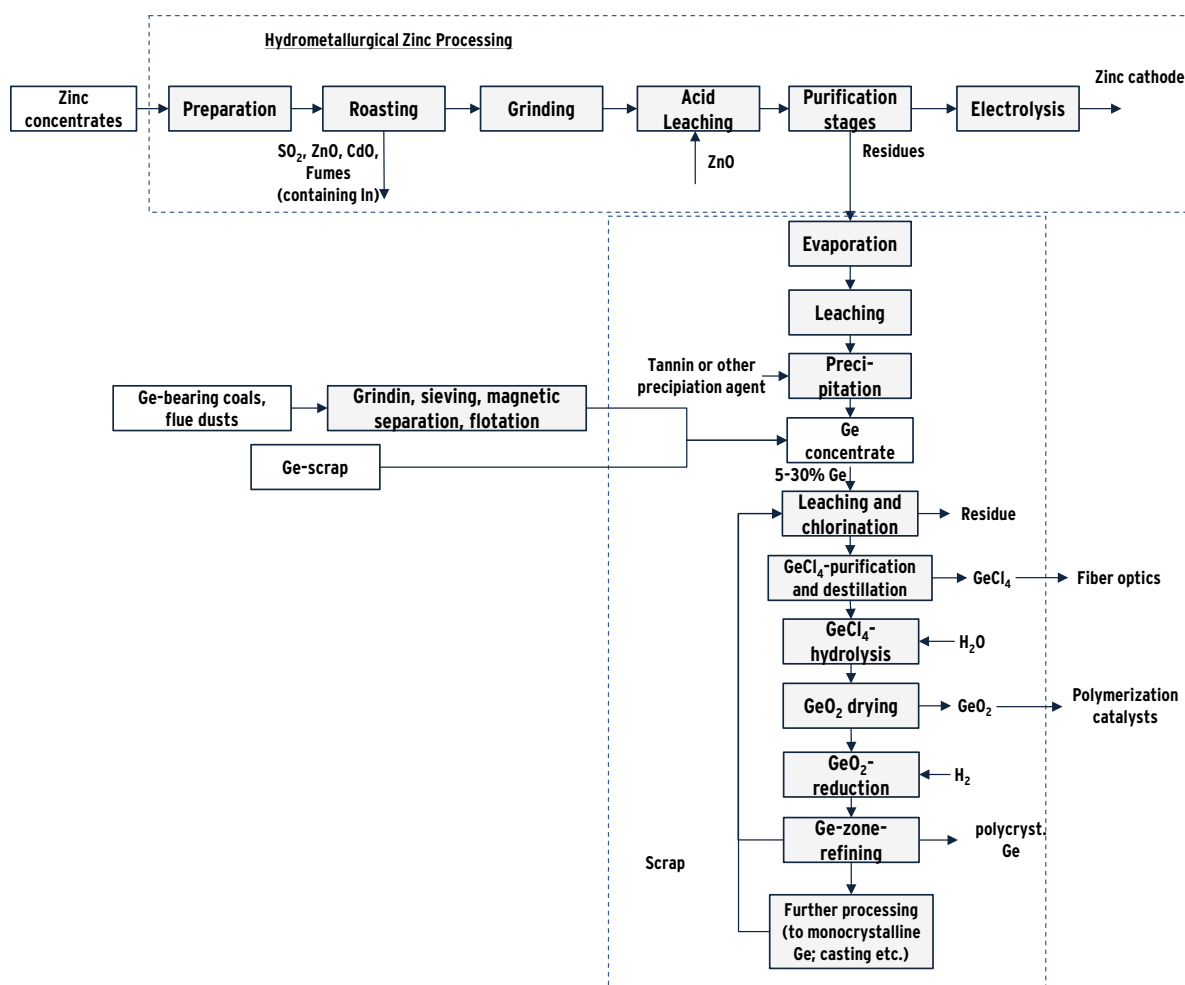 Hydrometallurgical Zinc Processing
Zinc
concentrates
Preparation
Roasting
Grinding
Acid
Leaching
Purification
stages
Electrolysis
Zinc cathode
SO₂, ZnO, CdO,
Fumes
(containing In)
ZnO
Residues
Evaporation
Leaching
Tannin or other
precipiation agent
Preci-
pitation
Ge-bearing coals,
flue dusts
Grindin, sieving, magnetic
separation, flotation
Ge
concentrate
Ge-scrap
5-30% Ge
Leaching and
chlorination
Residue
GeCl₄-purification
and destillation
GeCl₄
Fiber optics
GeCl₄-
hydrolysis
H₂O
GeO₂ drying
GeO₂
Polymerization
catalysts
GeO₂-
reduction
H₂
Ge-zone-
refining
polycryst.
Ge
Scrap
Further processing
(to monocrystalline
Ge; casting etc.)